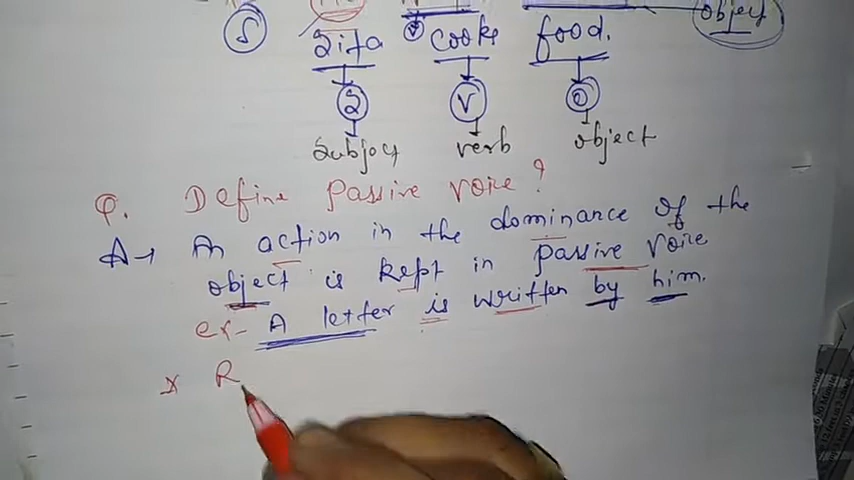 S Sita V Cooks food. object
S V O
Subject verb object
Q. Define Passive voice?
A→ An action in the dominance of the
object is kept in passive voice
ex- A letter is written by him.
* R